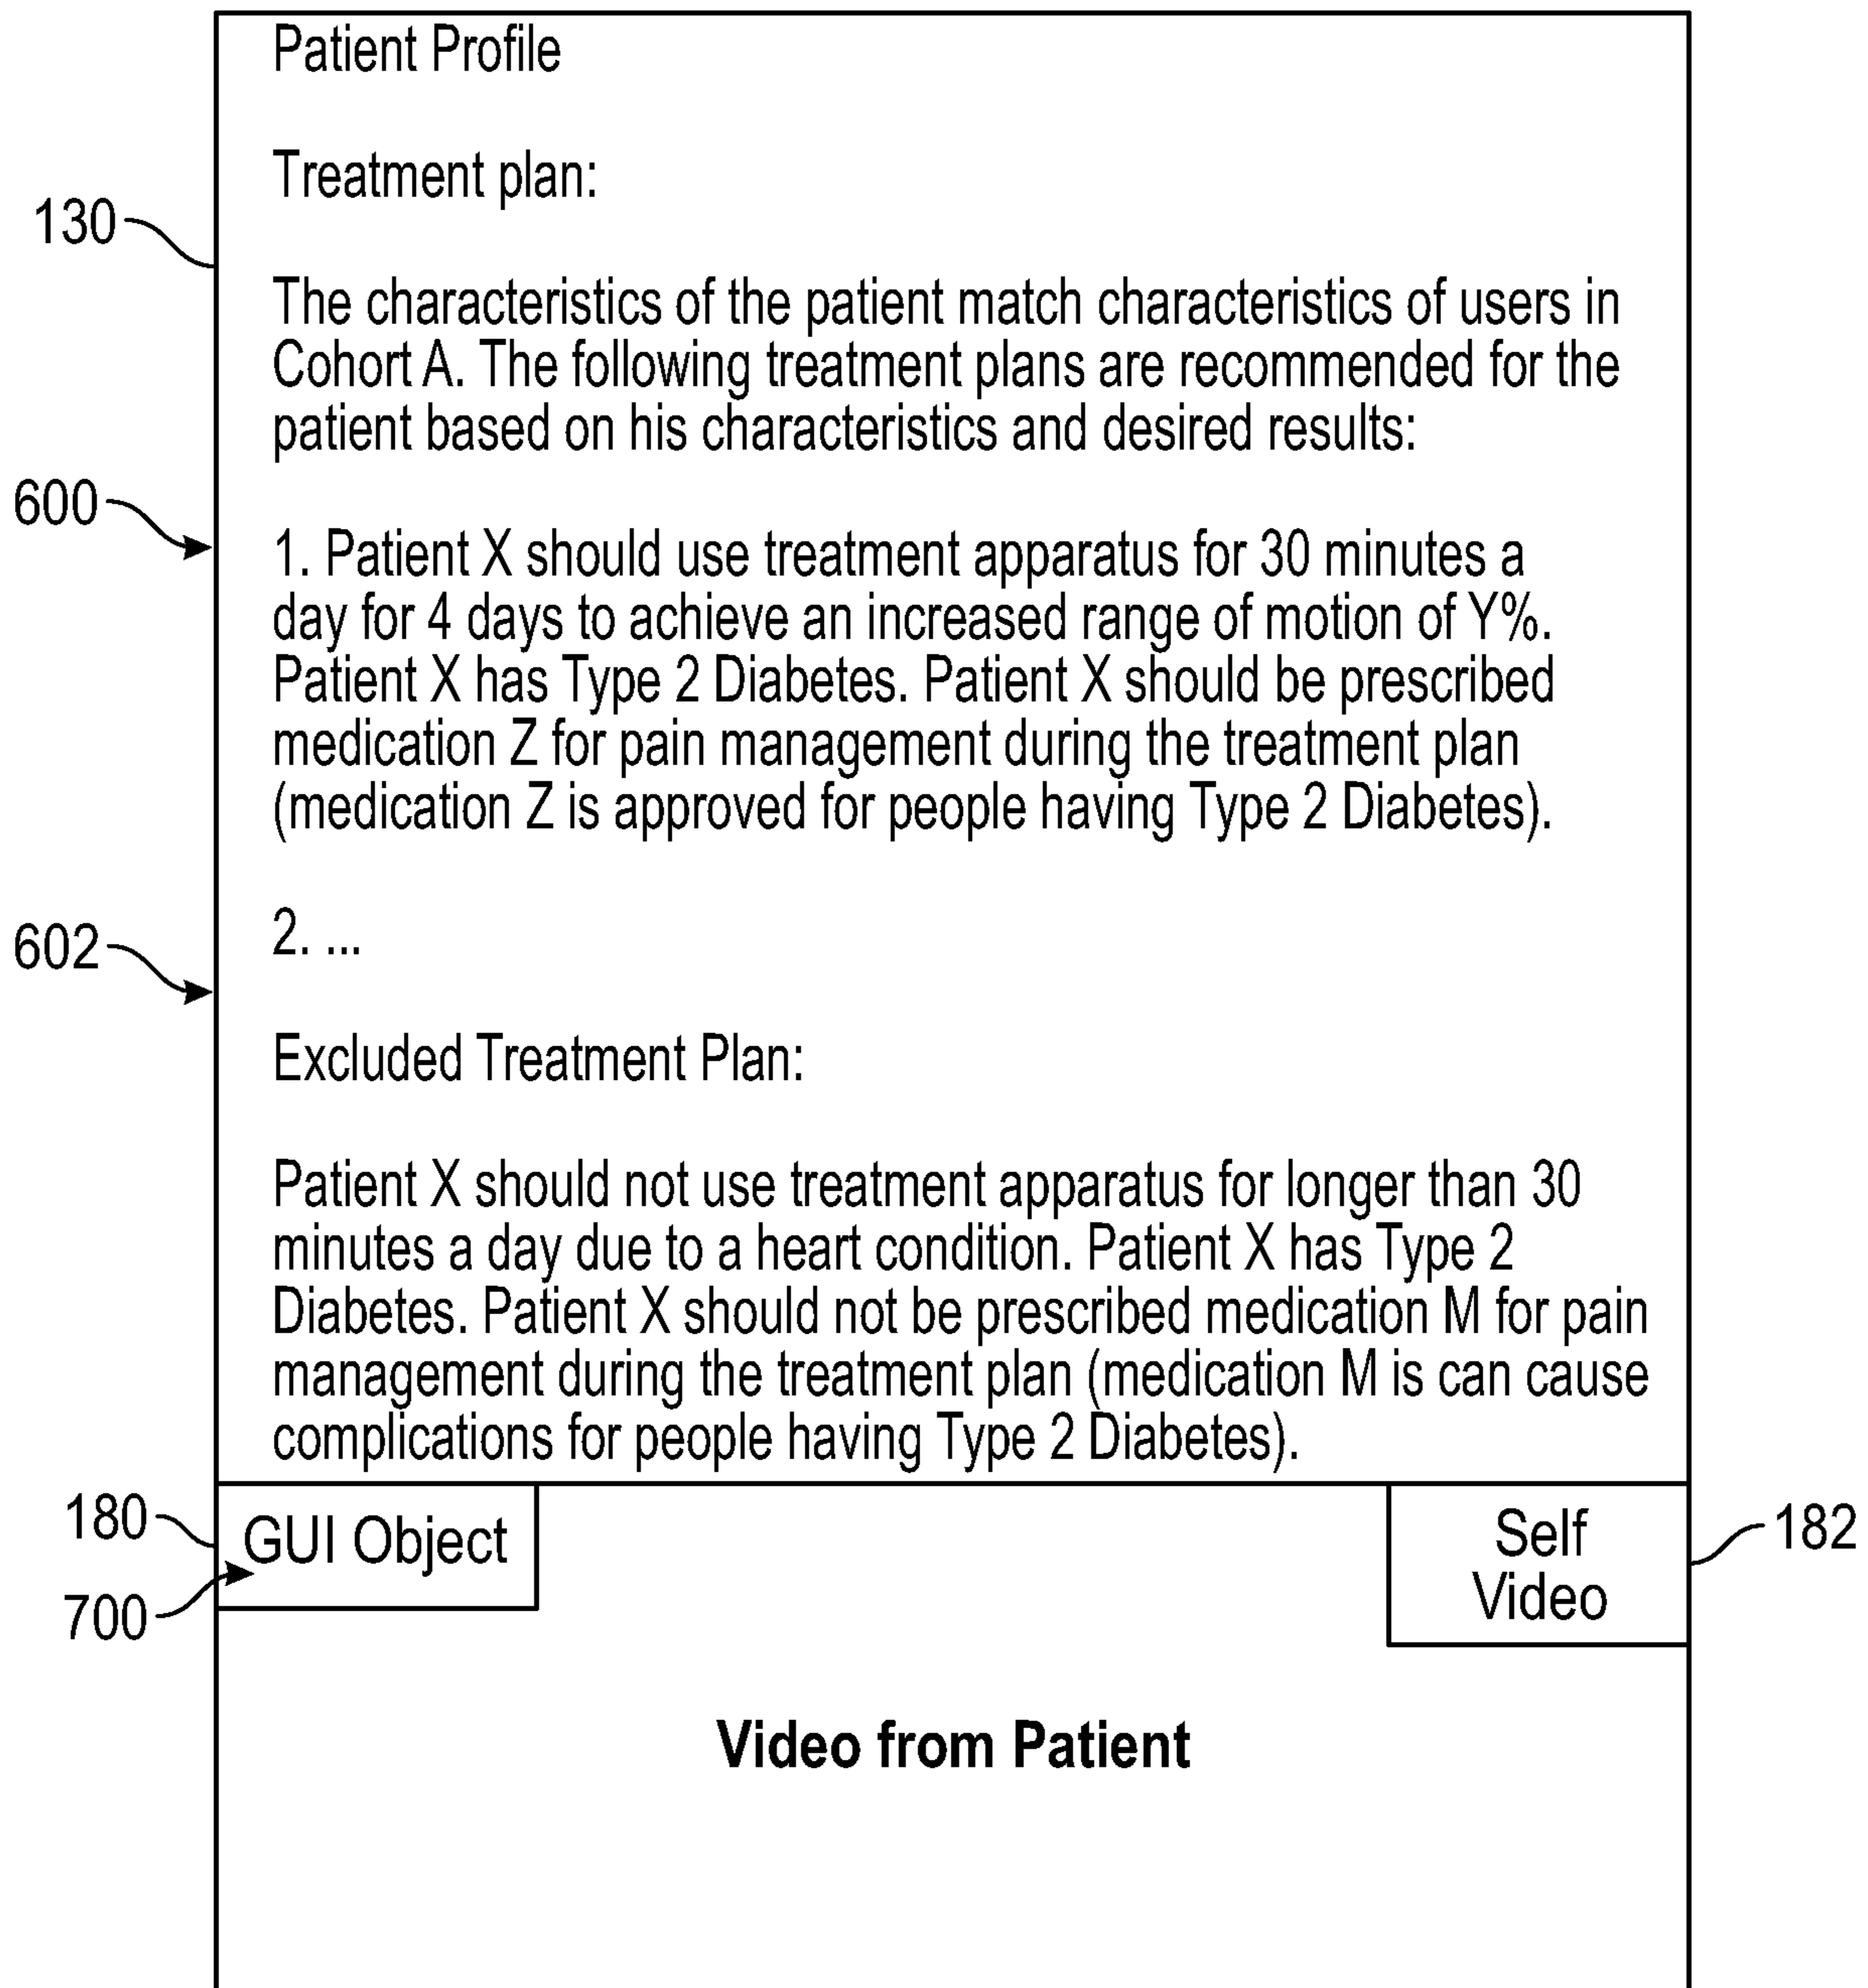 Patient Profile
Treatment plan:
130
The characteristics of the patient match characteristics of users in
Cohort A. The following treatment plans are recommended for the
patient based on his characteristics and desired results:
600
1. Patient X should use treatment apparatus for 30 minutes a
day for 4 days to achieve an increased range of motion of Y%.
Patient X has Type 2 Diabetes. Patient X should be prescribed
medication Z for pain management during the treatment plan
(medication Z is approved for people having Type 2 Diabetes).
602
2. ...
Excluded Treatment Plan:
Patient X should not use treatment apparatus for longer than 30
minutes a day due to a heart condition. Patient X has Type 2
Diabetes. Patient X should not be prescribed medication M for pain
management during the treatment plan (medication M is can cause
complications for people having Type 2 Diabetes).
180
GUI Object
700
Self
Video
182
Video from Patient